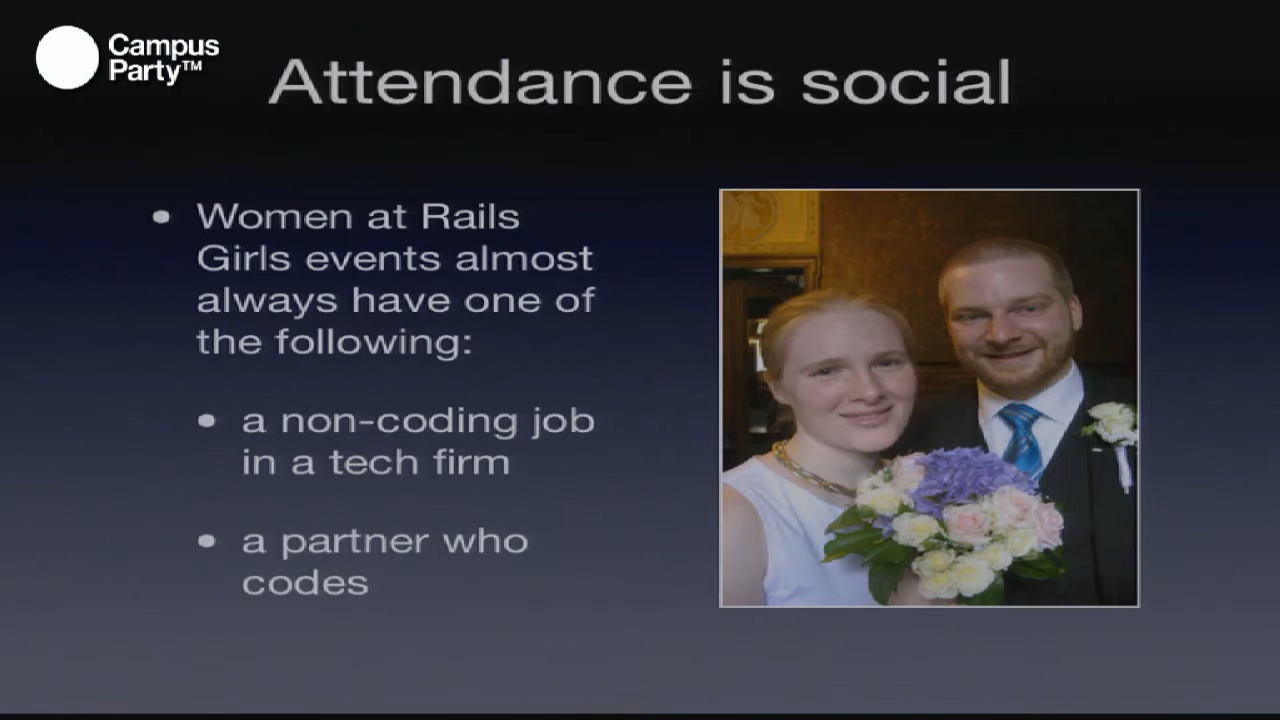 Campus
Party™
Attendance is social
• Women at Rails
Girls events almost
always have one of
the following:
• a non-coding job
in a tech firm
• a partner who
codes